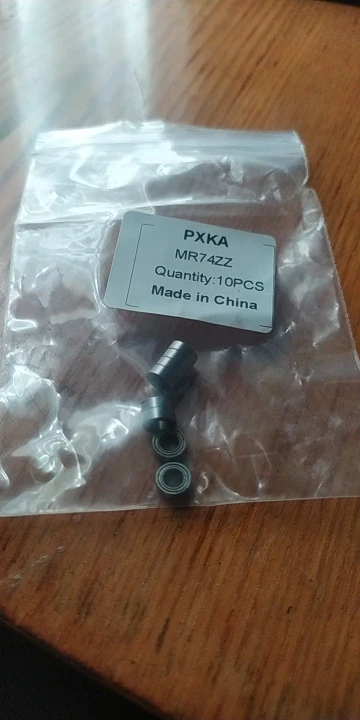 PXKA
MR74ZZ
Quantity:10PCS
Made in China